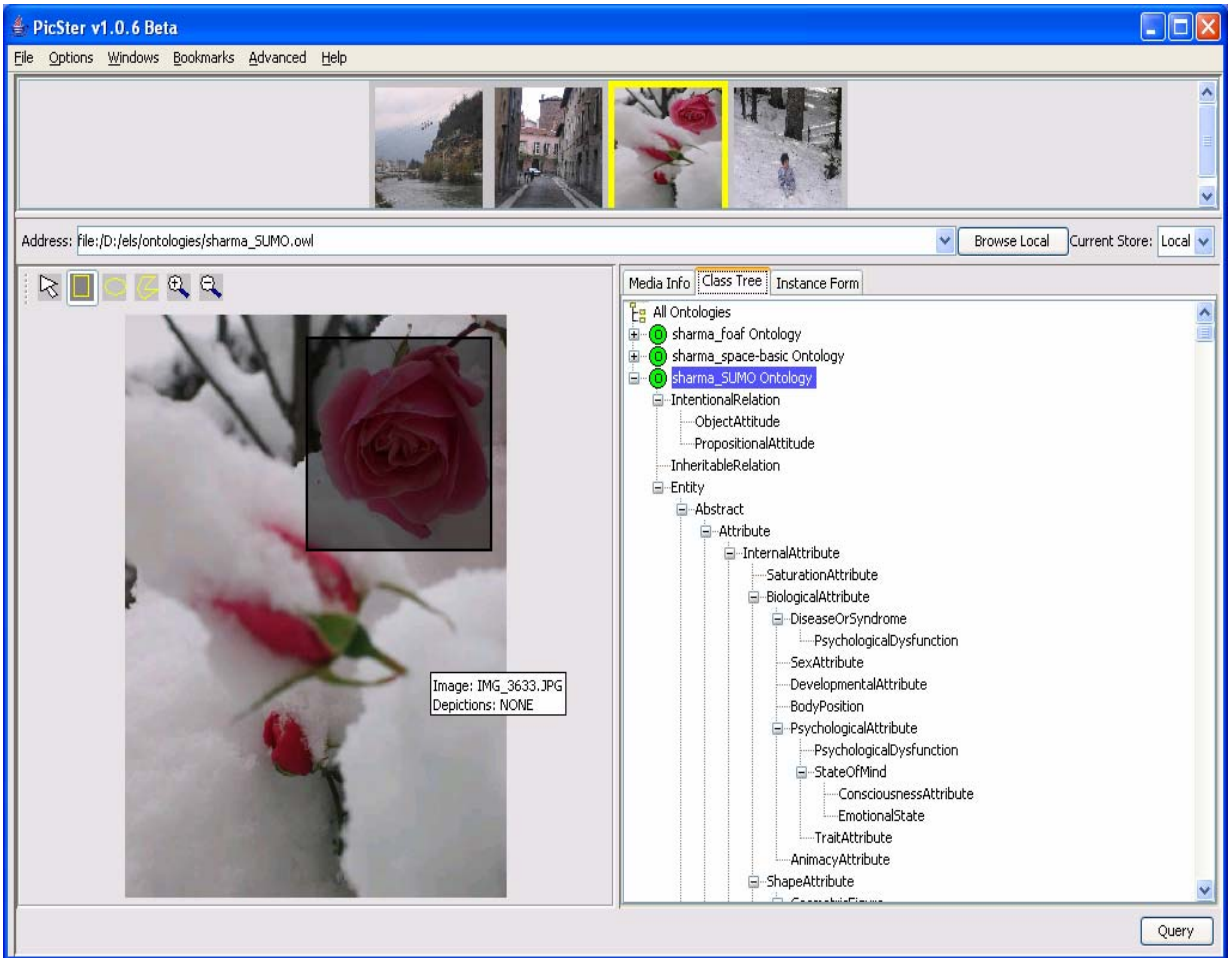 PicSter v1.0.6 Beta
File Options Windows Bookmarks Advanced Help
Address: file:/D:/els/ontologies/sharma_SUMO.owl Browse Local Current Store: Local
Media Info Class Tree Instance Form
All Ontologies
O sharma_foaf Ontology
O sharma_space-basic Ontology
O sharma_SUMO Ontology
IntentionalRelation
ObjectAttitude
PropositionalAttitude
InheritableRelation
Entity
Abstract
Attribute
InternalAttribute
SaturationAttribute
BiologicalAttribute
DiseaseOrSyndrome
PsychologicalDysfunction
SexAttribute
DevelopmentalAttribute
BodyPosition
PsychologicalAttribute
PsychologicalDysfunction
StateOfMind
ConsciousnessAttribute
EmotionalState
TraitAttribute
AnimacyAttribute
ShapeAttribute
Image: IMG_3633.JPG
Depictions: NONE
Query